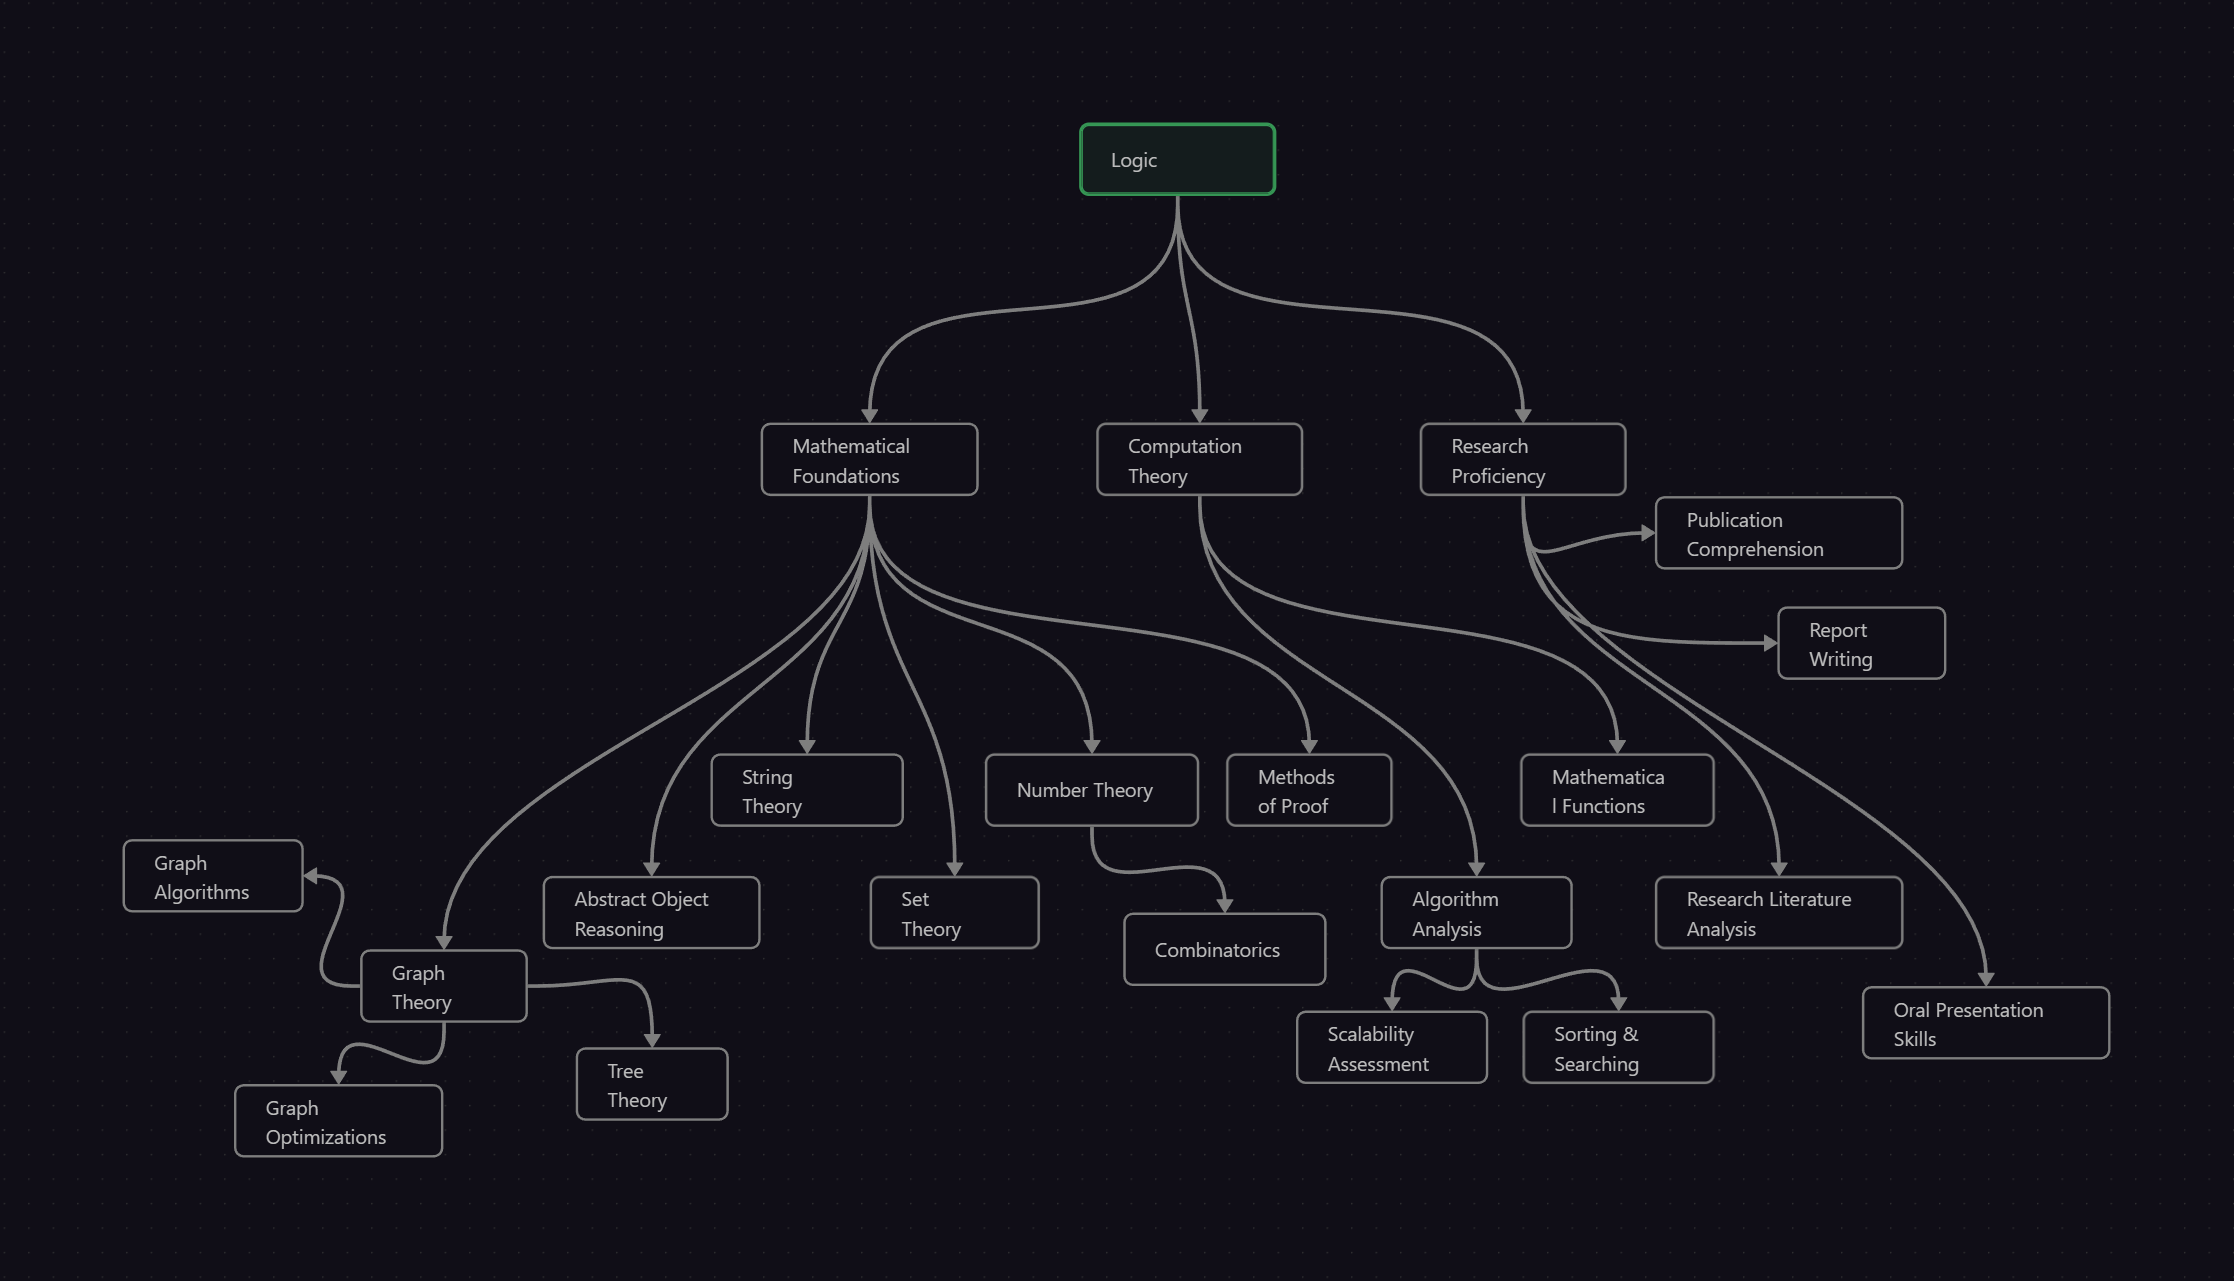 Logic
Mathematical
Foundations
Computation
Theory
Research
Proficiency
Publication
Comprehension
Report
Writing
String
Theory
Number Theory
Methods
of Proof
Mathematica
l Functions
Graph
Algorithms
Abstract Object
Reasoning
Set
Theory
Combinatorics
Algorithm
Analysis
Research Literature
Analysis
Graph
Theory
Oral Presentation
Skills
Scalability
Assessment
Sorting &
Searching
Tree
Theory
Graph
Optimizations